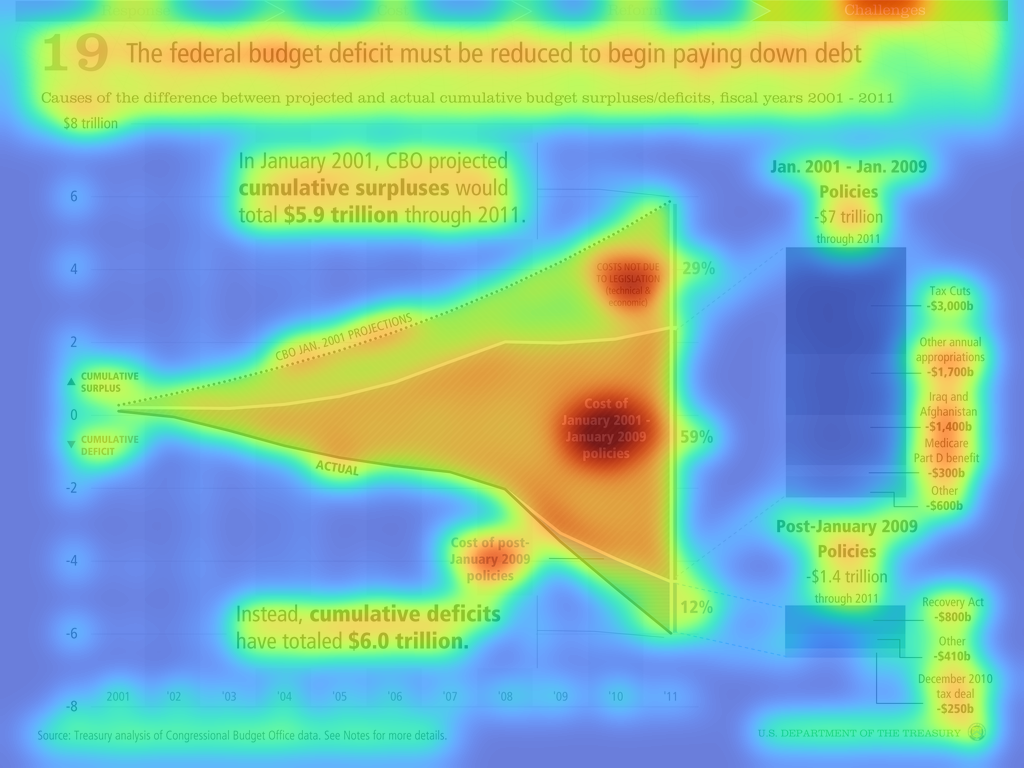 Challenges
19 The federal budget deficit must be reduced to begin paying down debt
Causes of the difference between projected and actual cumulative budget surpluses/deficits, fiscal years 2001 - 2011
$8 trillion
6
4
2
0
-2
-4
-6
-8
In January 2001, CBO projected
cumulative surpluses would
total $5.9 trillion through 2011.
CBO JAN. 2001 PROJECTIONS
COSTS NOT DUE
TO LEGISLATION
(technical &
economic)
29%
CUMULATIVE
SURPLUS
CUMULATIVE
DEFICIT
ACTUAL
Cost of
January 2001 -
January 2009
policies
59%
Cost of post-
January 2009
policies
12%
Instead, cumulative deficits
have totaled $6.0 trillion.
2001 '02 '03 '04 '05 '06 '07 '08 '09 '10 '11
Jan. 2001 - Jan. 2009
Policies
-$7 trillion
through 2011
Tax Cuts
-$3,000b
Other annual
appropriations
-$1,700b
Iraq and
Afghanistan
-$1,400b
Medicare
Part D benefit
-$300b
Other
-$600b
Post-January 2009
Policies
-$1.4 trillion
through 2011
Recovery Act
-$800b
Other
-$410b
December 2010
tax deal
-$250b
Source: Treasury analysis of Congressional Budget Office data. See Notes for more details.
U.S. DEPARTMENT OF THE TREASURY